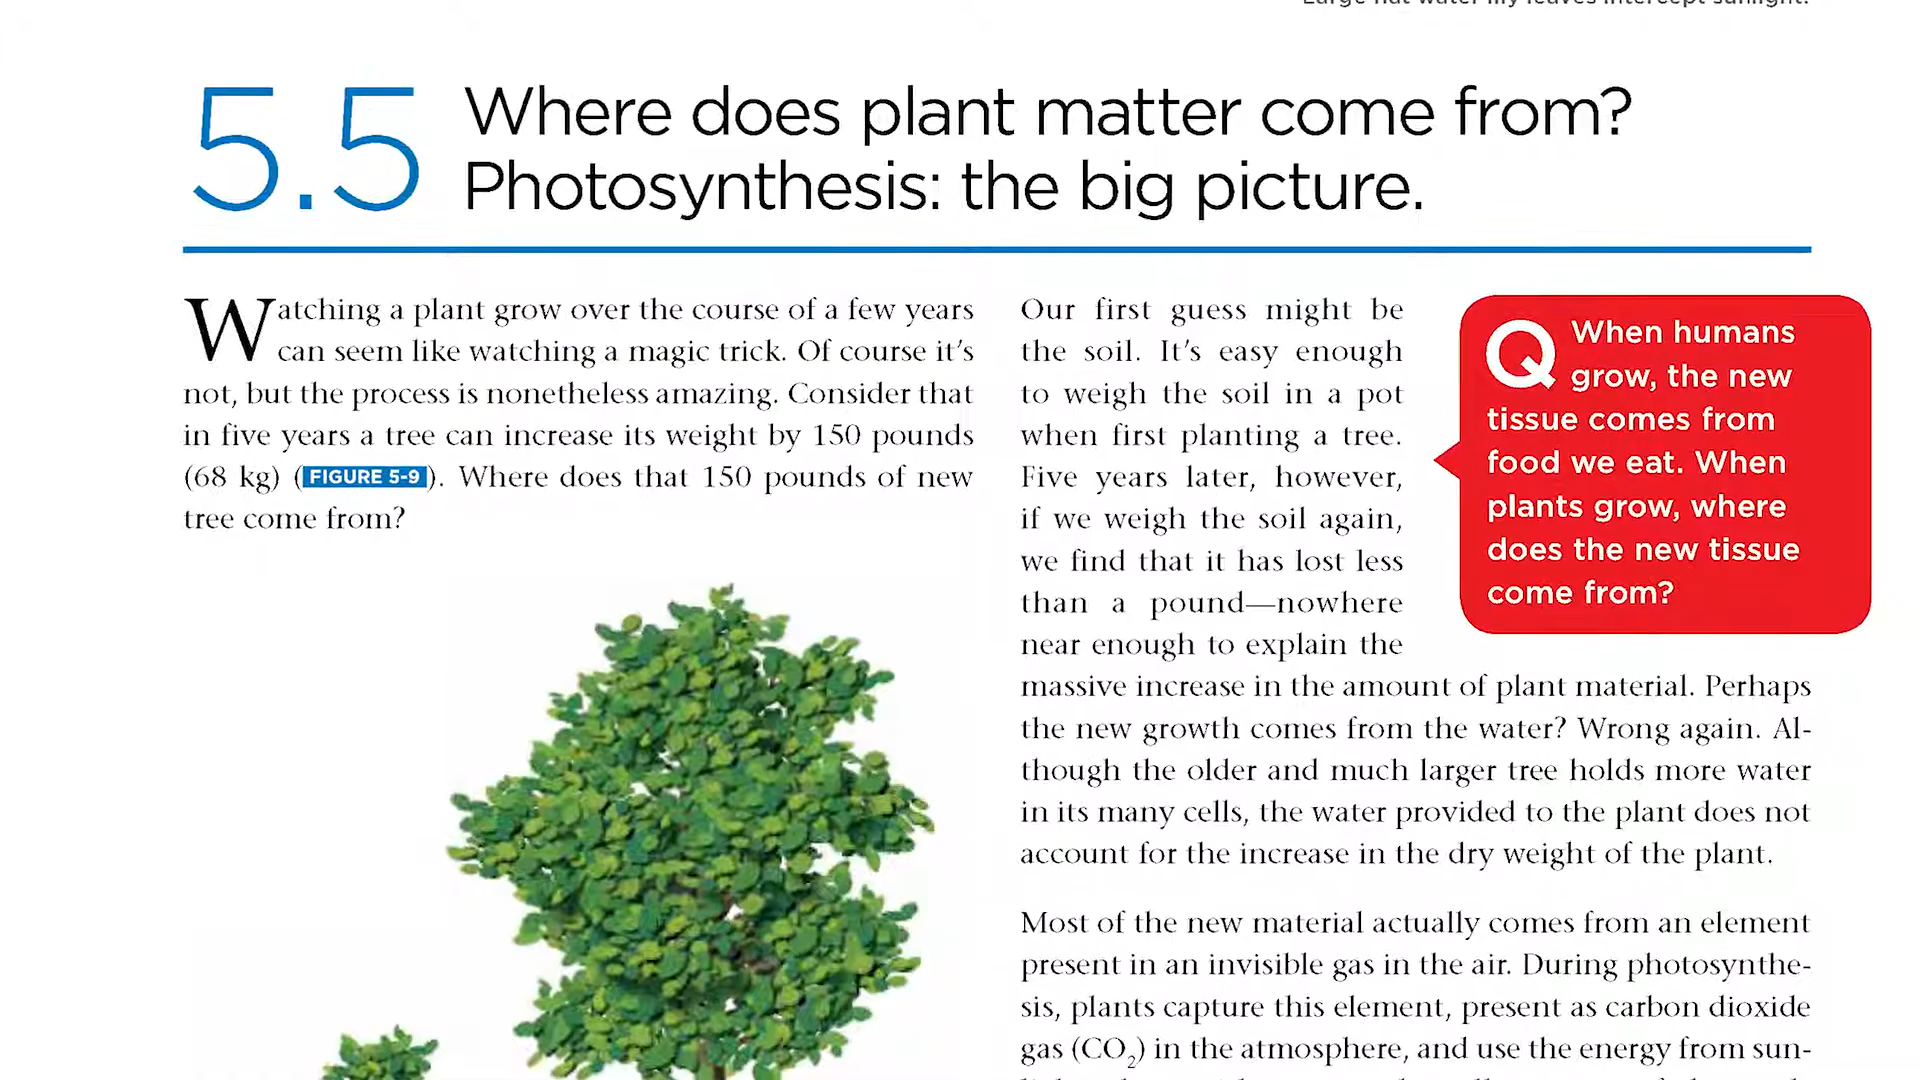 Large flat water lily leaves intercept sunlight.
5.5 Where does plant matter come from?
Photosynthesis: the big picture.
Watching a plant grow over the course of a few years
can seem like watching a magic trick. Of course it's
not, but the process is nonetheless amazing. Consider that
in five years a tree can increase its weight by 150 pounds
(68 kg) (FIGURE 5-9). Where does that 150 pounds of new
tree come from?
Our first guess might be
the soil. It's easy enough
to weigh the soil in a pot
when first planting a tree.
Five years later, however,
if we weigh the soil again,
we find that it has lost less
than a pound—nowhere
near enough to explain the
massive increase in the amount of plant material. Perhaps
the new growth comes from the water? Wrong again. Al-
though the older and much larger tree holds more water
in its many cells, the water provided to the plant does not
account for the increase in the dry weight of the plant.
Most of the new material actually comes from an element
present in an invisible gas in the air. During photosynthe-
sis, plants capture this element, present as carbon dioxide
gas (CO₂) in the atmosphere, and use the energy from sun-
Q When humans
grow, the new
tissue comes from
food we eat. When
plants grow, where
does the new tissue
come from?